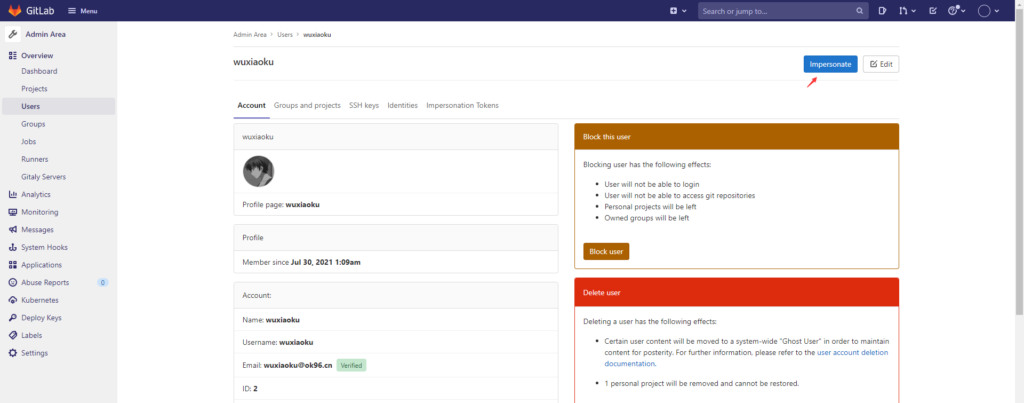 GitLab Menu Search or jump to...
Admin Area
Overview
Dashboard
Projects
Users
Groups
Jobs
Runners
Gitaly Servers
Analytics
Monitoring
Messages
System Hooks
Applications
Abuse Reports 0
Kubernetes
Deploy Keys
Labels
Settings
Admin Area > Users > wuxiaoku
wuxiaoku
Impersonate Edit
Account Groups and projects SSH keys Identities Impersonation Tokens
wuxiaoku
Profile page: wuxiaoku
Profile
Member since Jul 30, 2021 1:09am
Account:
Name: wuxiaoku
Username: wuxiaoku
Email: wuxiaoku@ok96.cn Verified
ID: 2
Block this user
Blocking user has the following effects:
• User will not be able to login
• User will not be able to access git repositories
• Personal projects will be left
• Owned groups will be left
Block user
Delete user
Deleting a user has the following effects:
• Certain user content will be moved to a system-wide "Ghost User" in order to maintain
content for posterity. For further information, please refer to the user account deletion
documentation.
• 1 personal project will be removed and cannot be restored.